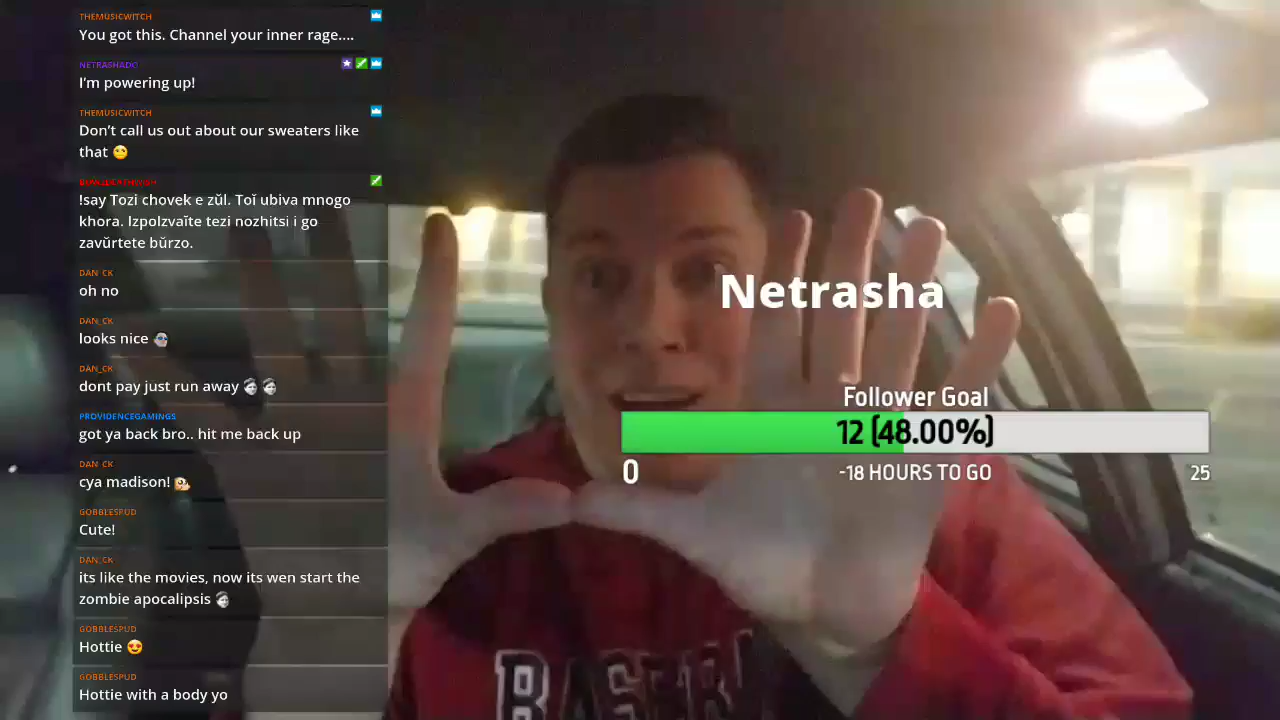 THEMUSICWITCH
You got this. Channel your inner rage....
NETRASHADO
I'm powering up!
THEMUSICWITCH
Don't call us out about our sweaters like
that
!say Tozi chovek e zŭl. Toĭ ubiva mnogo
khora. Izpolzvaĭte tezi nozhitsi i go
zavŭrtete bŭrzo.
DAN_CK
oh no
DAN_CK
looks nice
DAN_CK
dont pay just run away
PROVIDENCEGAMINGS
got ya back bro.. hit me back up
DAN_CK
cya madison!
GOBBLESPUD
Cute!
DAN_CK
its like the movies, now its wen start the
zombie apocalipsis
GOBBLESPUD
Hottie
GOBBLESPUD
Hottie with a body yo
Netrasha
Follower Goal
12 (48.00%)
0
-18 HOURS TO GO
25